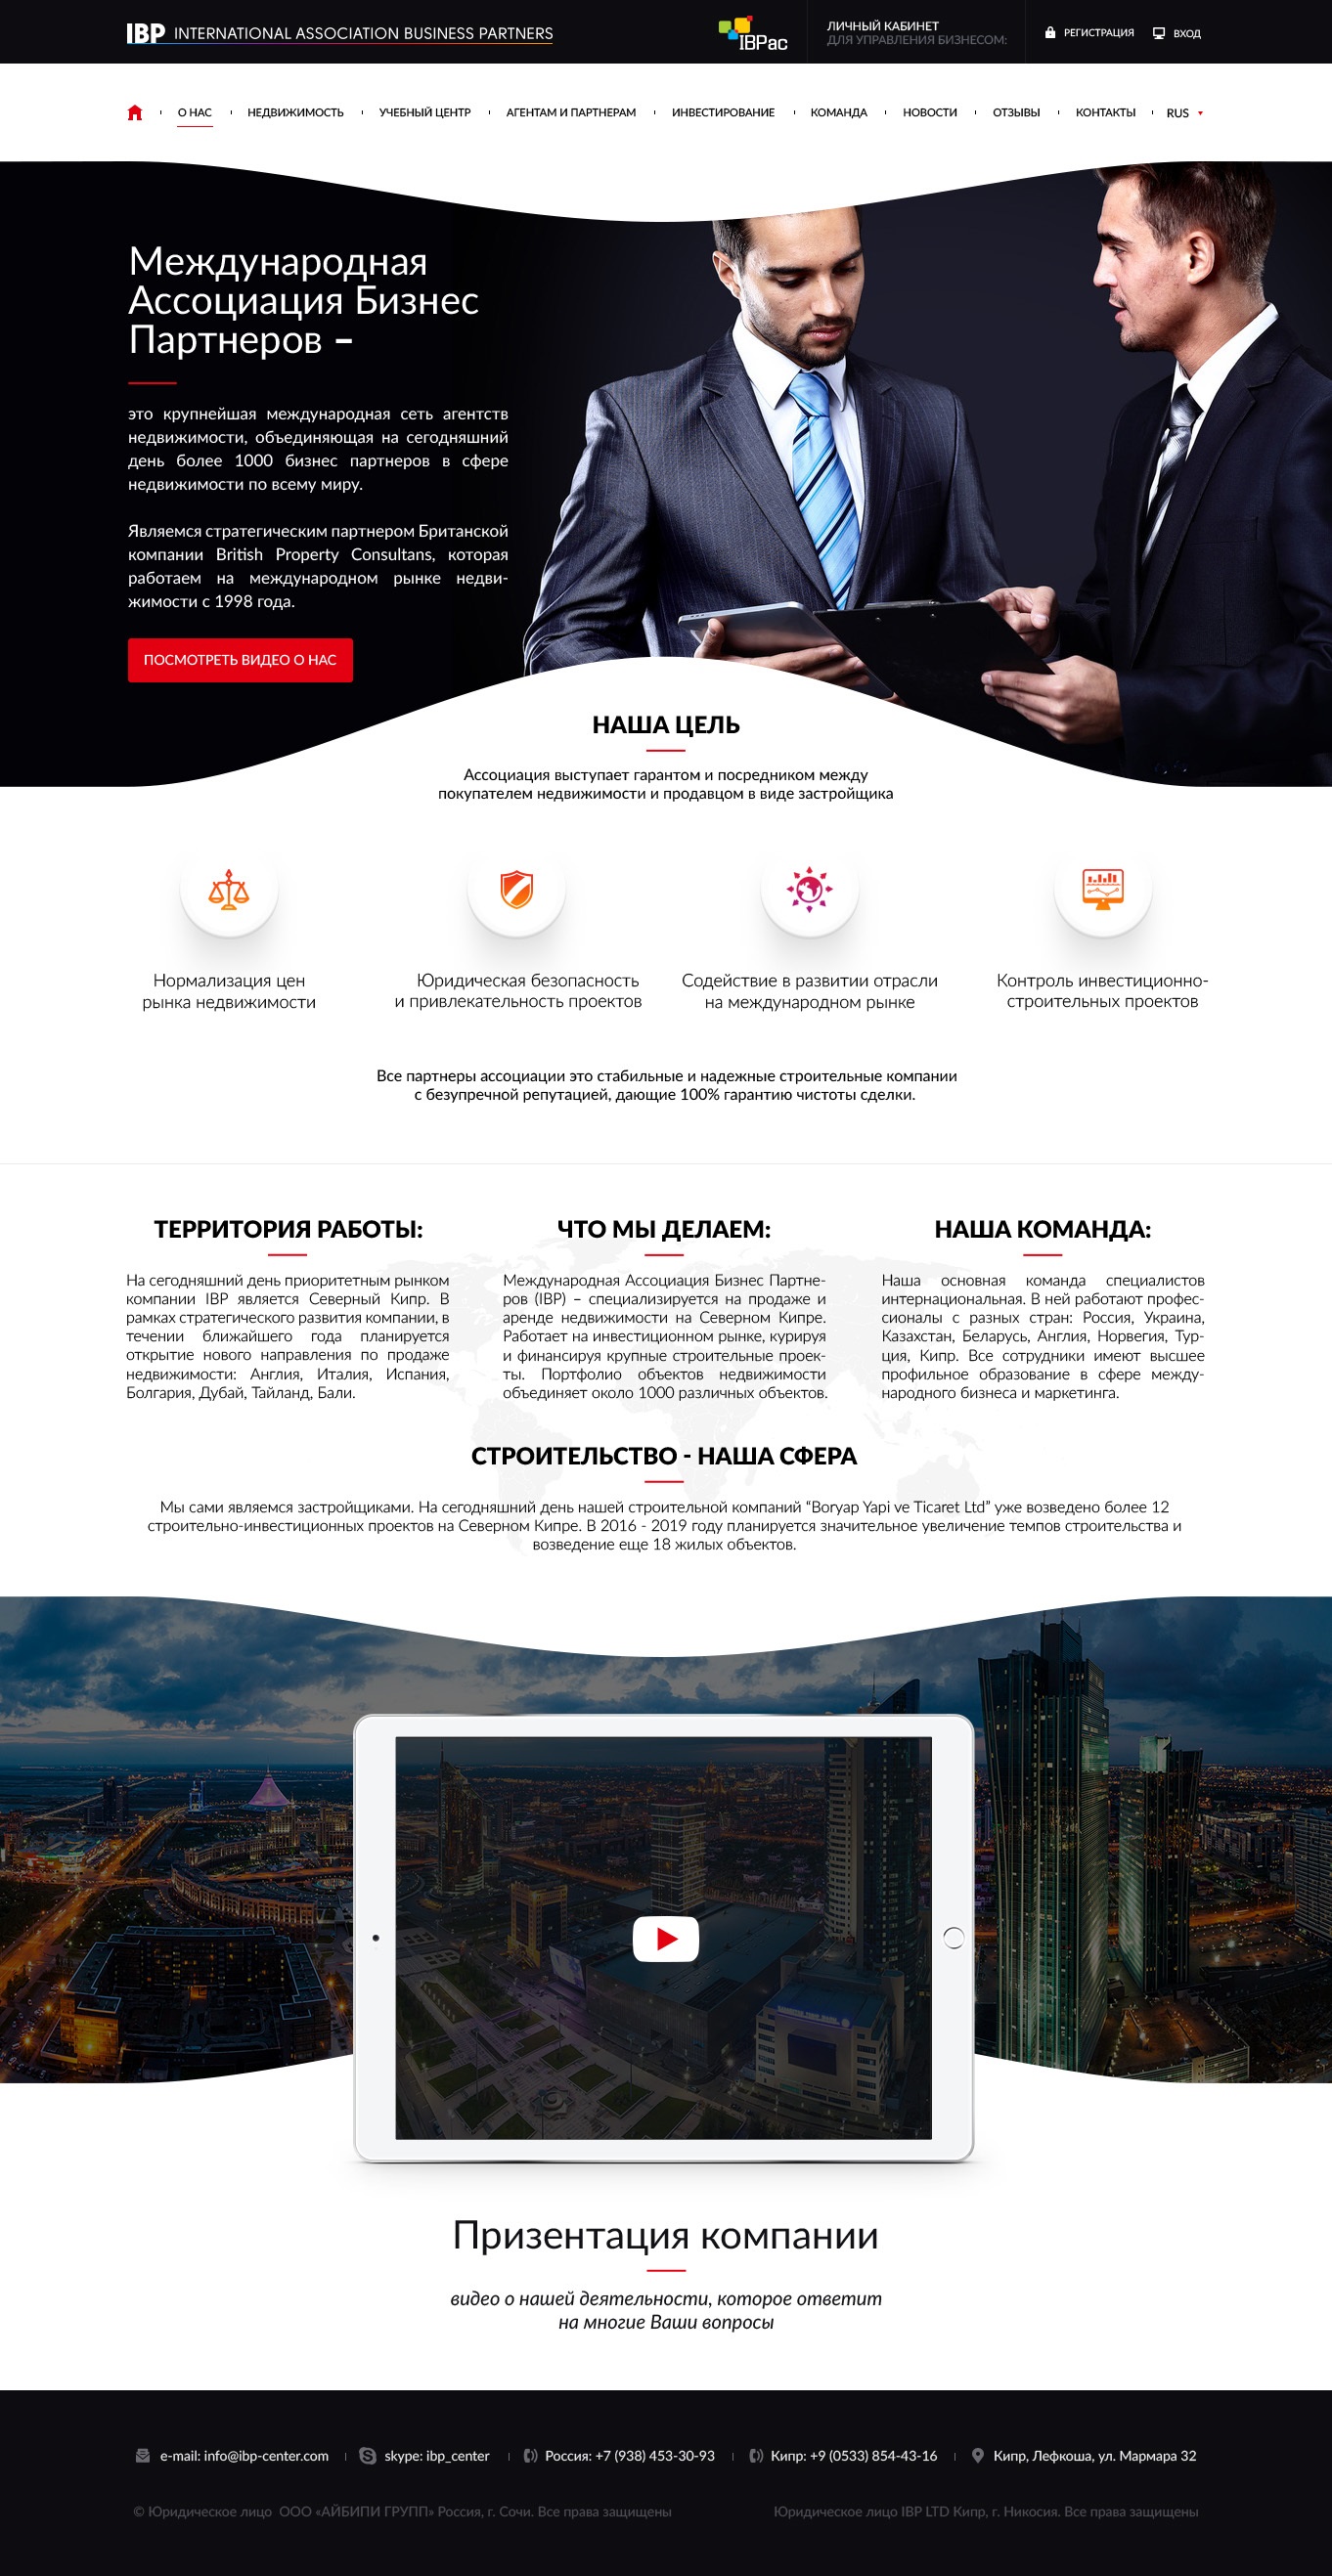 IBP INTERNATIONAL ASSOCIATION BUSINESS PARTNERS
IBPac
ЛИЧНЫЙ КАБИНЕТ
ДЛЯ УПРАВЛЕНИЯ БИЗНЕСОМ:
РЕГИСТРАЦИЯ
ВХОД
О НАС
НЕДВИЖИМОСТЬ
УЧЕБНЫЙ ЦЕНТР
АГЕНТАМ И ПАРТНЕРАМ
ИНВЕСТИРОВАНИЕ
КОМАНДА
НОВОСТИ
ОТЗЫВЫ
КОНТАКТЫ
RUS
Международная
Ассоциация Бизнес
Партнеров –
это крупнейшая международная сеть агентств
недвижимости, объединяющая на сегодняшний
день более 1000 бизнес партнеров в сфере
недвижимости по всему миру.
Являемся стратегическим партнером Британской
компании British Property Consultans, которая
работаем на международном рынке недви-
жимости с 1998 года.
ПОСМОТРЕТЬ ВИДЕО О НАС
НАША ЦЕЛЬ
Ассоциация выступает гарантом и посредником между
покупателем недвижимости и продавцом в виде застройщика
Нормализация цен
рынка недвижимости
Юридическая безопасность
и привлекательность проектов
Содействие в развитии отрасли
на международном рынке
Контроль инвестиционно-
строительных проектов
Все партнеры ассоциации это стабильные и надежные строительные компании
с безупречной репутацией, дающие 100% гарантию чистоты сделки.
ТЕРРИТОРИЯ РАБОТЫ:
На сегодняшний день приоритетным рынком
компании IBP является Северный Кипр. В
рамках стратегического развития компании, в
течении ближайшего года планируется
открытие нового направления по продаже
недвижимости: Англия, Италия, Испания,
Болгария, Дубай, Тайланд, Бали.
ЧТО МЫ ДЕЛАЕМ:
Международная Ассоциация Бизнес Партне-
ров (IBP) – специализируется на продаже и
аренде недвижимости на Северном Кипре.
Работает на инвестиционном рынке, курируя
и финансируя крупные строительные проек-
ты. Портфолио объектов недвижимости
объединяет около 1000 различных объектов.
НАША КОМАНДА:
Наша основная команда специалистов
интернациональная. В ней работают профес-
сионалы с разных стран: Россия, Украина,
Казахстан, Беларусь, Англия, Норвегия, Тур-
ция, Кипр. Все сотрудники имеют высшее
профильное образование в сфере между-
народного бизнеса и маркетинга.
СТРОИТЕЛЬСТВО - НАША СФЕРА
Мы сами являемся застройщиками. На сегодняшний день нашей строительной компаний “Boryap Yapi ve Ticaret Ltd” уже возведено более 12
строительно-инвестиционных проектов на Северном Кипре. В 2016 - 2019 году планируется значительное увеличение темпов строительства и
возведение еще 18 жилых объектов.
Призентация компании
видео о нашей деятельности, которое ответит
на многие Ваши вопросы
e-mail: info@ibp-center.com
skype: ibp_center
Россия: +7 (938) 453-30-93
Кипр: +9 (0533) 854-43-16
Кипр, Лефкоша, ул. Мармара 32
© Юридическое лицо ООО «АЙБИПИ ГРУПП» Россия, г. Сочи. Все права защищены
Юридическое лицо IBP LTD Кипр, г. Никосия. Все права защищены